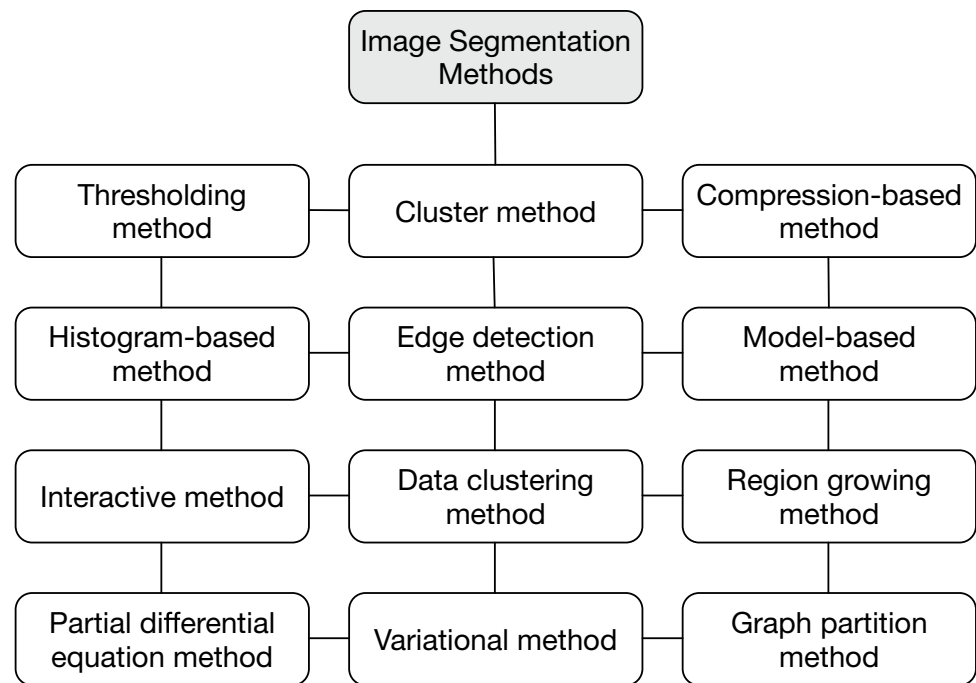 Image Segmentation
Methods
Thresholding
method
Cluster method
Compression-based
method
Histogram-based
method
Edge detection
method
Model-based
method
Interactive method
Data clustering
method
Region growing
method
Partial differential
equation method
Variational method
Graph partition
method